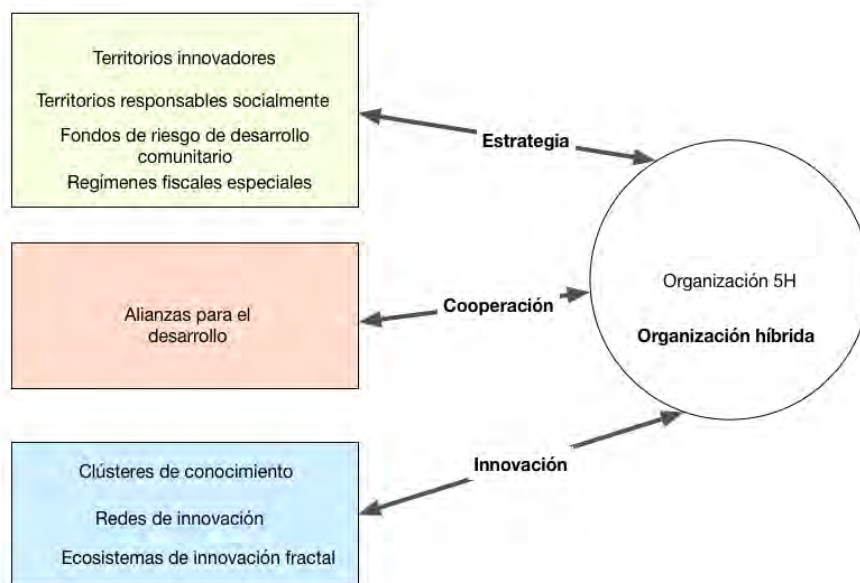 Territorios innovadores
Territorios responsables socialmente
Fondos de riesgo de desarrollo
comunitario
Regímenes fiscales especiales
Estrategia
Alianzas para el
desarrollo
Cooperación
Organización 5H
Organización híbrida
Clústeres de conocimiento
Redes de innovación
Ecosistemas de innovación fractal
Innovación